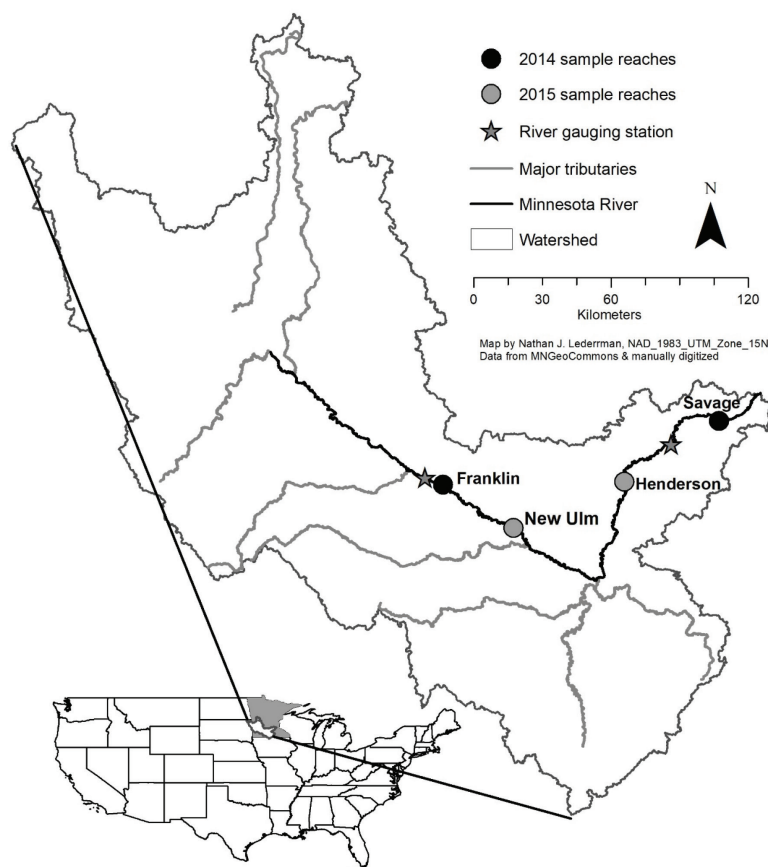 2014 sample reaches
2015 sample reaches
River gauging station
Major tributaries
Minnesota River
Watershed
N
0 30 60 120
Kilometers
Map by Nathan J. Lederrman, NAD_1983_UTM_Zone_15N
Data from MNGeoCommons & manually digitized
Savage
Franklin
Henderson
New Ulm